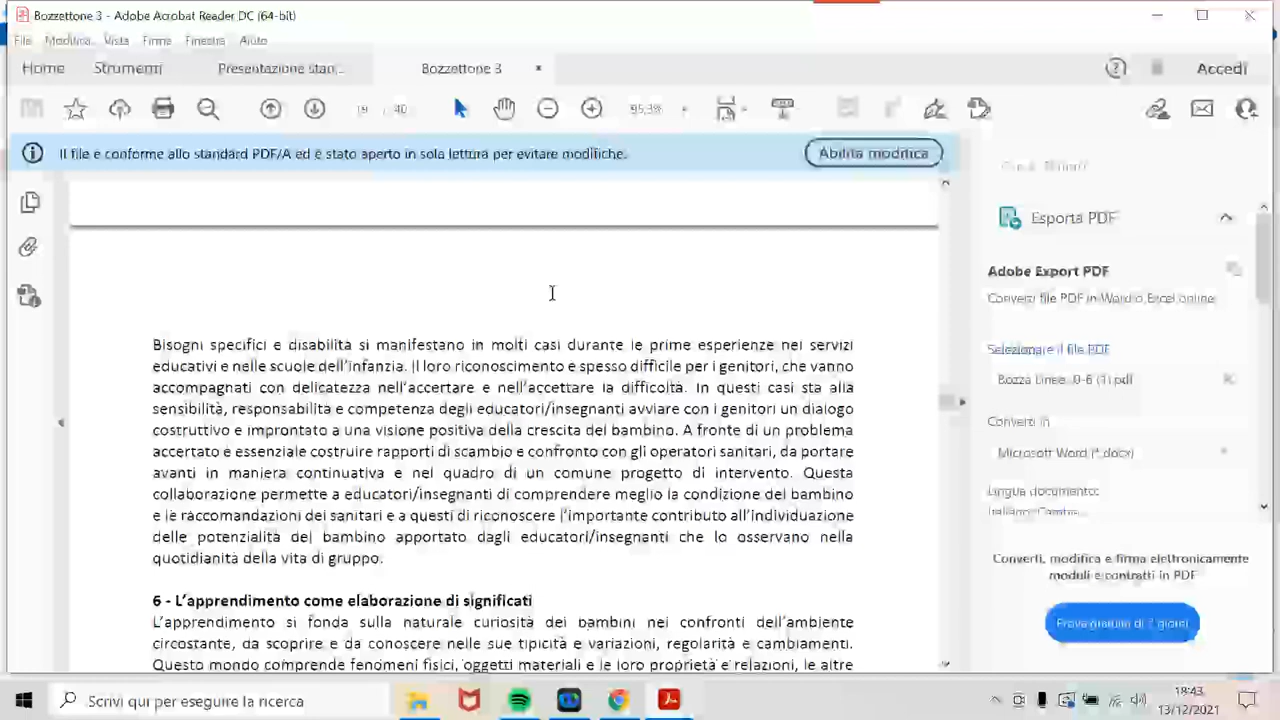 Bozzettone 3 - Adobe Acrobat Reader DC (64-bit)
File Modifica Vista Firma Finestra Aiuto
Home Strumenti Presentazione stan... Bozzettone 3 × Accedi
19 40 95,3%
Il file è conforme allo standard PDF/A ed è stato aperto in sola lettura per evitare modifiche. Abilita modifica
Esporta PDF
Adobe Export PDF
Converti file PDF in Word o Excel online
Selezionare il file PDF
Bozza Linee 0-6 (1).pdf
Converti in
Microsoft Word (*.docx)
Lingua documento:
Converti, modifica e firma elettronicamente
moduli e contratti in PDF
Prova gratuita di 7 giorni
Bisogni specifici e disabilità si manifestano in molti casi durante le prime esperienze nei servizi
educativi e nelle scuole dell’infanzia. Il loro riconoscimento è spesso difficile per i genitori, che vanno
accompagnati con delicatezza nell’accertare e nell’accettare la difficoltà. In questi casi sta alla
sensibilità, responsabilità e competenza degli educatori/insegnanti avviare con i genitori un dialogo
costruttivo e improntato a una visione positiva della crescita del bambino. A fronte di un problema
accertato è essenziale costruire rapporti di scambio e confronto con gli operatori sanitari, da portare
avanti in maniera continuativa e nel quadro di un comune progetto di intervento. Questa
collaborazione permette a educatori/insegnanti di comprendere meglio la condizione del bambino
e le raccomandazioni dei sanitari e a questi di riconoscere l’importante contributo all’individuazione
delle potenzialità del bambino apportato dagli educatori/insegnanti che lo osservano nella
quotidianità della vita di gruppo.
6 - L’apprendimento come elaborazione di significati
L’apprendimento si fonda sulla naturale curiosità dei bambini nei confronti dell’ambiente
circostante, da scoprire e da conoscere nelle sue tipicità e variazioni, regolarità e cambiamenti.
Questo mondo comprende fenomeni fisici, oggetti materiali e le loro proprietà e relazioni, le altre
Scrivi qui per eseguire la ricerca
18:43
13/12/2021